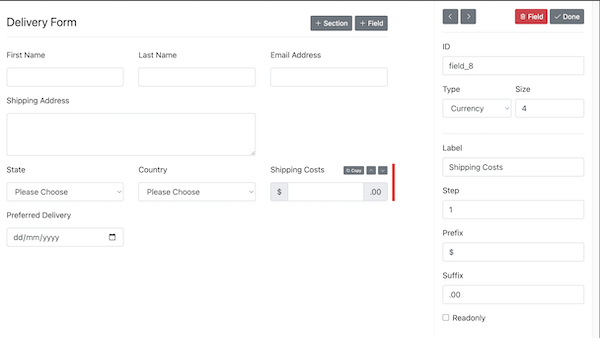 Delivery Form
+ Section
+ Field
First Name
Last Name
Email Address
Shipping Address
State
Country
Shipping Costs
Copy
Please Choose
Please Choose
$
.00
Preferred Delivery
dd/mm/yyyy
Field
Done
ID
field_8
Type
Size
Currency
4
Label
Shipping Costs
Step
1
Prefix
$
Suffix
.00
Readonly